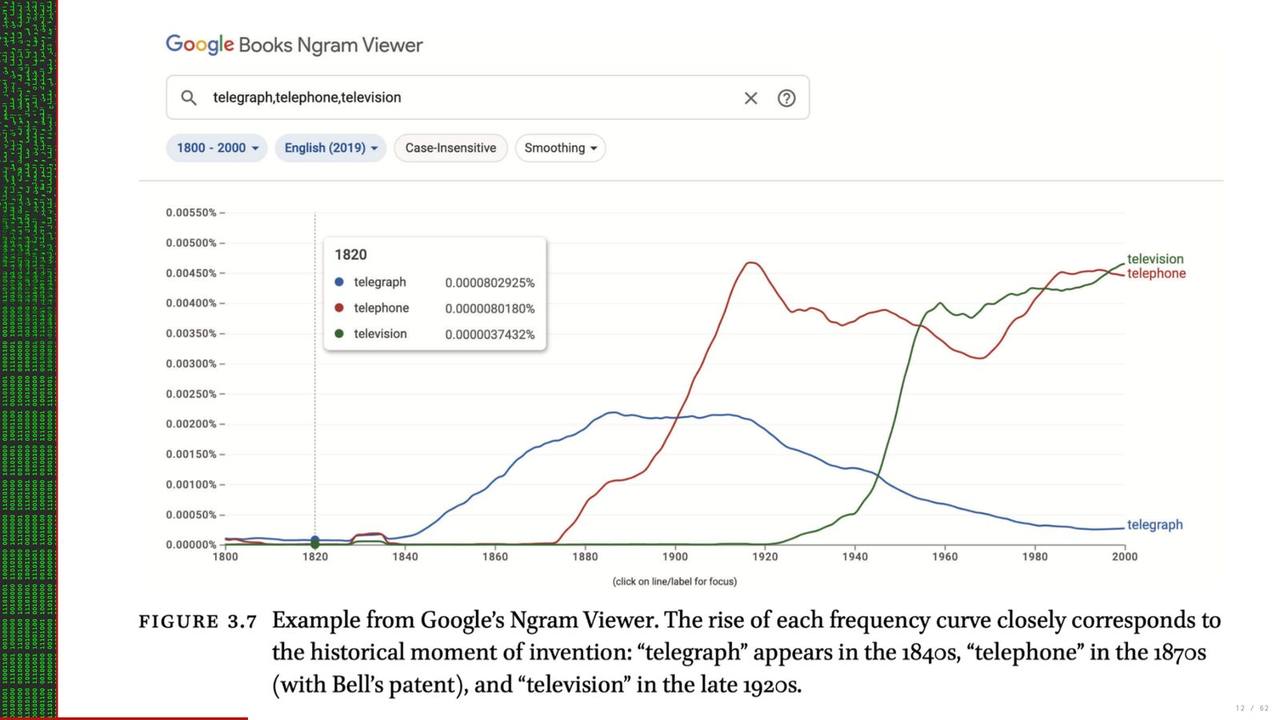 Google Books Ngram Viewer
telegraph,telephone,television
1800 - 2000
English (2019)
Case-Insensitive
Smoothing
0.00550%
0.00500%
0.00450%
0.00400%
0.00350%
0.00300%
0.00250%
0.00200%
0.00150%
0.00100%
0.00050%
0.00000%
1820
telegraph 0.0000802925%
telephone 0.0000080180%
television 0.0000037432%
television
telephone
telegraph
1800 1820 1840 1860 1880 1900 1920 1940 1960 1980 2000
(click on line/label for focus)
FIGURE 3.7 Example from Google’s Ngram Viewer. The rise of each frequency curve closely corresponds to
the historical moment of invention: “telegraph” appears in the 1840s, “telephone” in the 1870s
(with Bell’s patent), and “television” in the late 1920s.
12 / 62